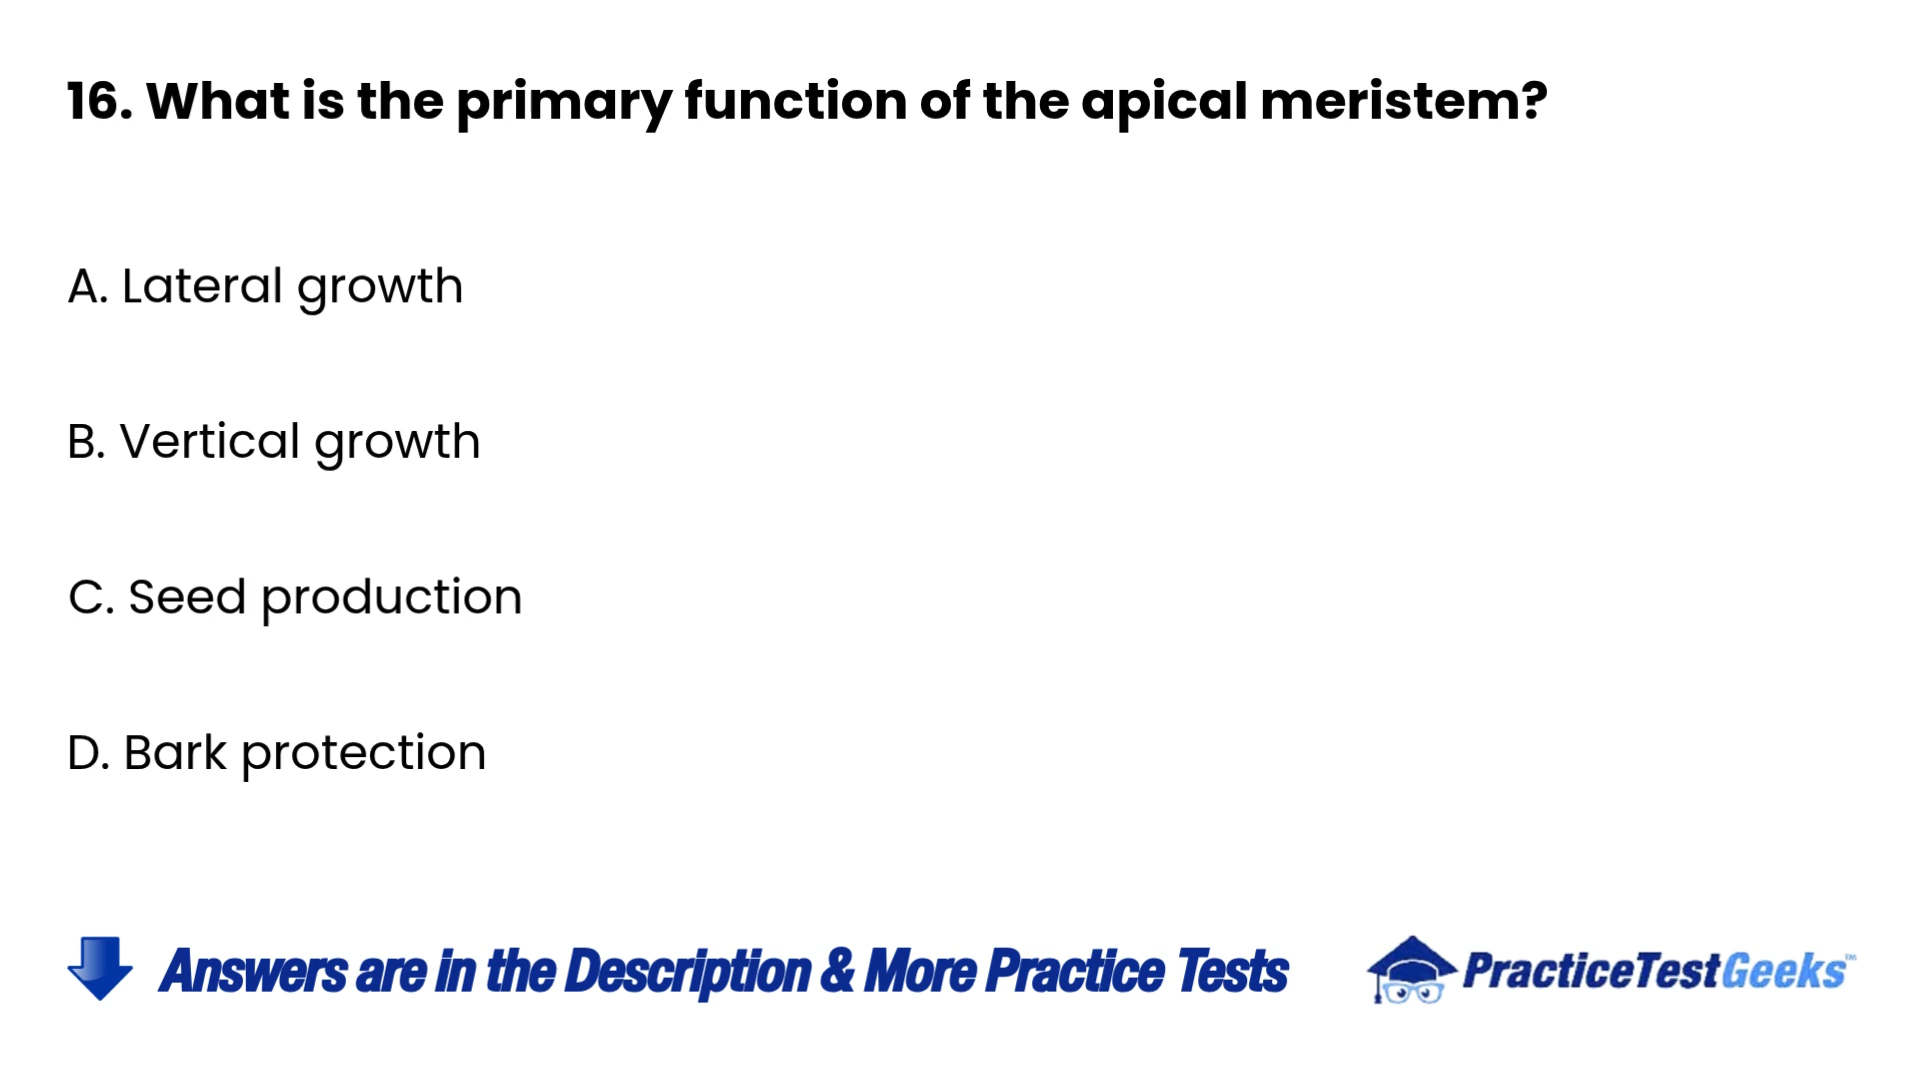 16. What is the primary function of the apical meristem?
A. Lateral growth
B. Vertical growth
C. Seed production
D. Bark protection
Answers are in the Description & More Practice Tests
PracticeTestGeeks™